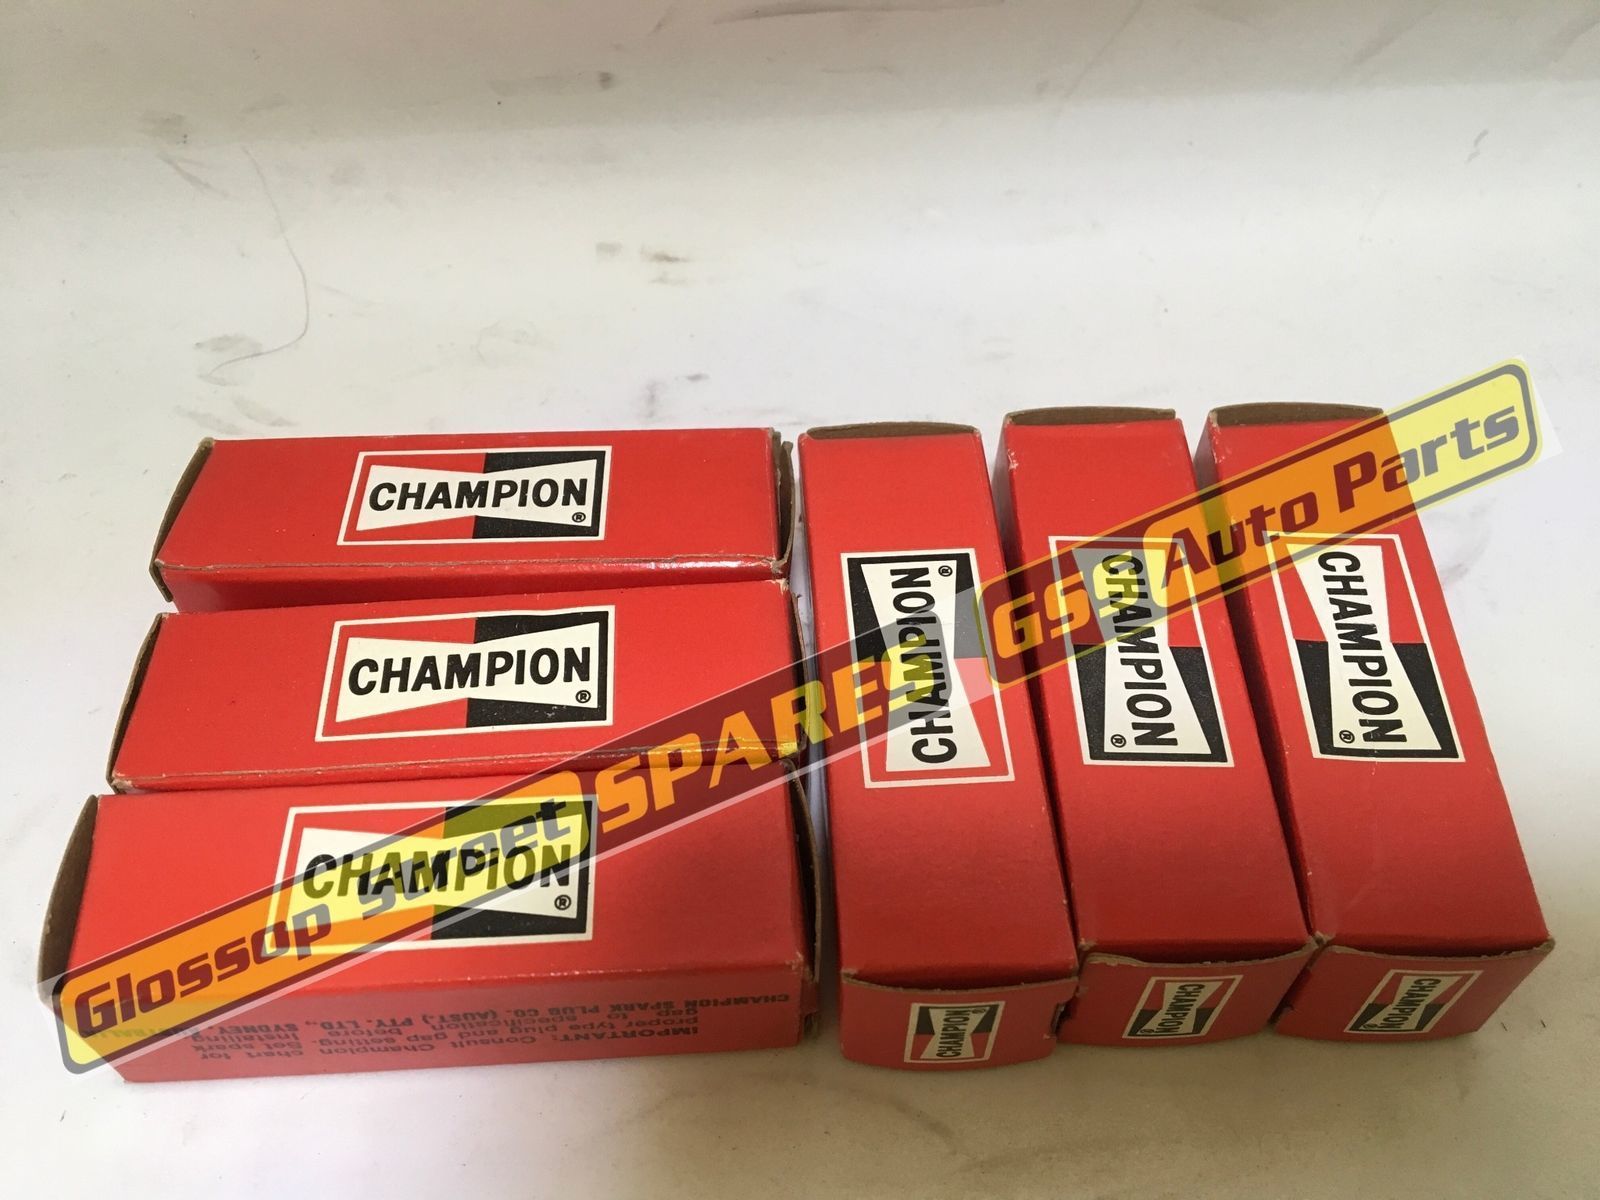 CHAMPION
®
CHAMPION
®
CHAMPION
®
IMPORTANT: Consult Champion chart for
proper type plug and gap setting. Set spark
gap to specification before installing.
CHAMPION SPARK PLUG CO. (AUST.) PTY. LTD., SYDNEY, AUSTRALIA
CHAMPION
®
CHAMPION
®
CHAMPION
®
CHAMPION
CHAMPION
CHAMPION
Glossop Street SPARES GSS Auto Parts